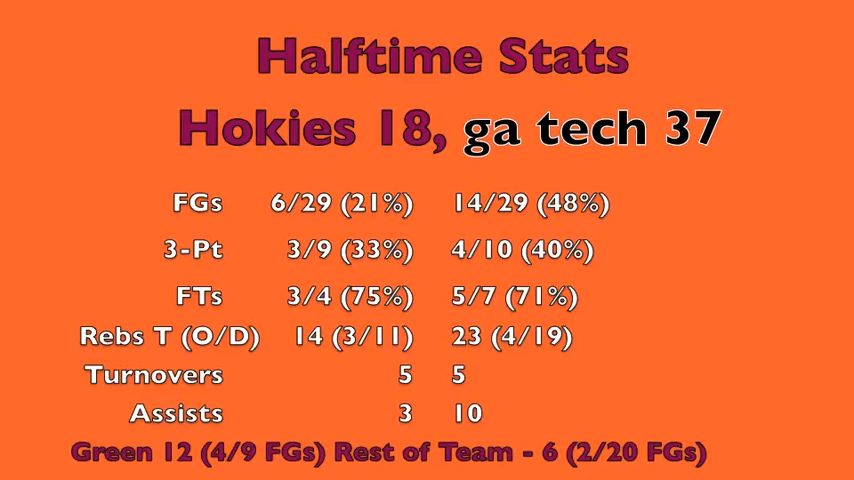 Halftime Stats
Hokies 18, ga tech 37
FGs 6/29 (21%) 14/29 (48%)
3-Pt 3/9 (33%) 4/10 (40%)
FTs 3/4 (75%) 5/7 (71%)
Rebs T (O/D) 14 (3/11) 23 (4/19)
Turnovers 5 5
Assists 3 10
Green 12 (4/9 FGs) Rest of Team - 6 (2/20 FGs)